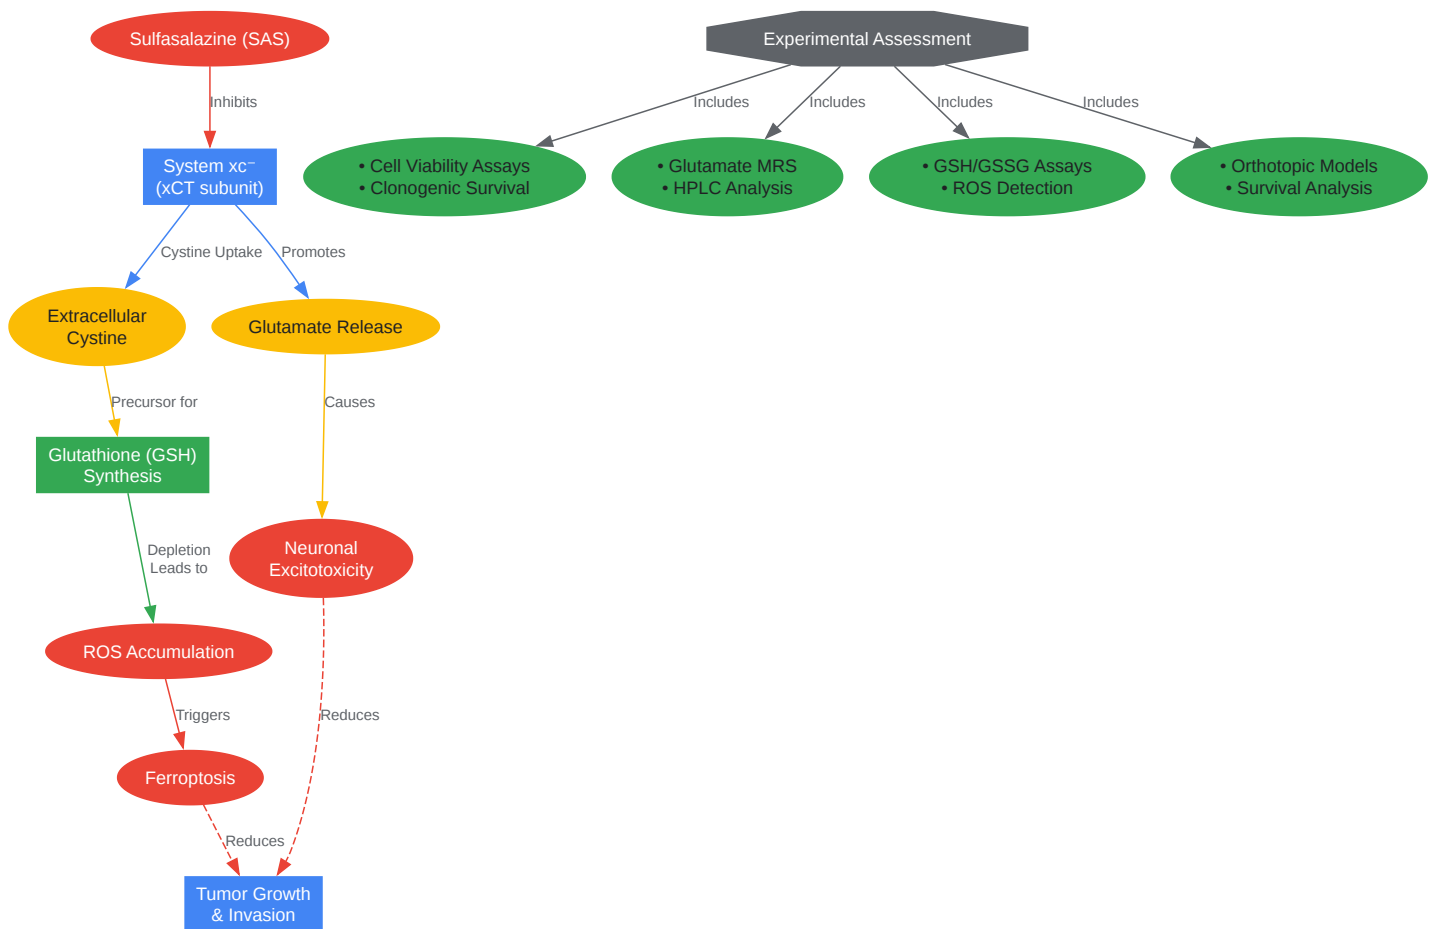 Sulfasalazine (SAS)
Experimental Assessment
Inhibits
Includes
Includes
Includes
Includes
System xc⁻
(xCT subunit)
• Cell Viability Assays
• Clonogenic Survival
• Glutamate MRS
• HPLC Analysis
• GSH/GSSG Assays
• ROS Detection
• Orthotopic Models
• Survival Analysis
Cystine Uptake
Promotes
Extracellular
Cystine
Glutamate Release
Precursor for
Causes
Glutathione (GSH)
Synthesis
Depletion
Leads to
Neuronal
Excitotoxicity
ROS Accumulation
Triggers
Reduces
Ferroptosis
Reduces
Tumor Growth
& Invasion